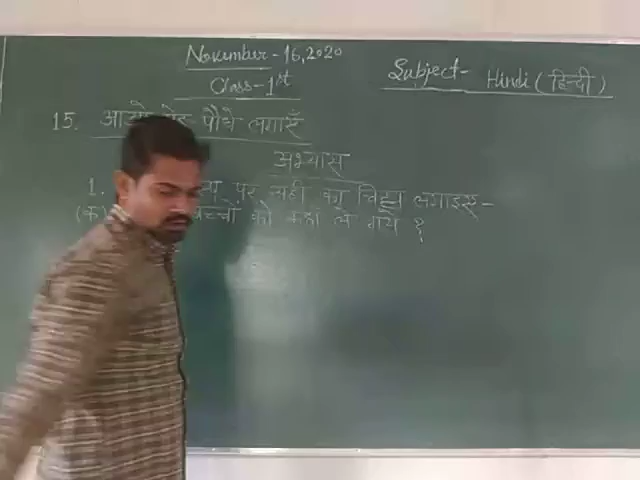 November - 16, 2020
Class - 1st
Subject - Hindi (हिन्दी)
15. आओ पेड़ पौधे लगाएँ
अभ्यास
1. पर सही का चिह्न लगाइए -
(क) बच्चों को कहां ले गये ?